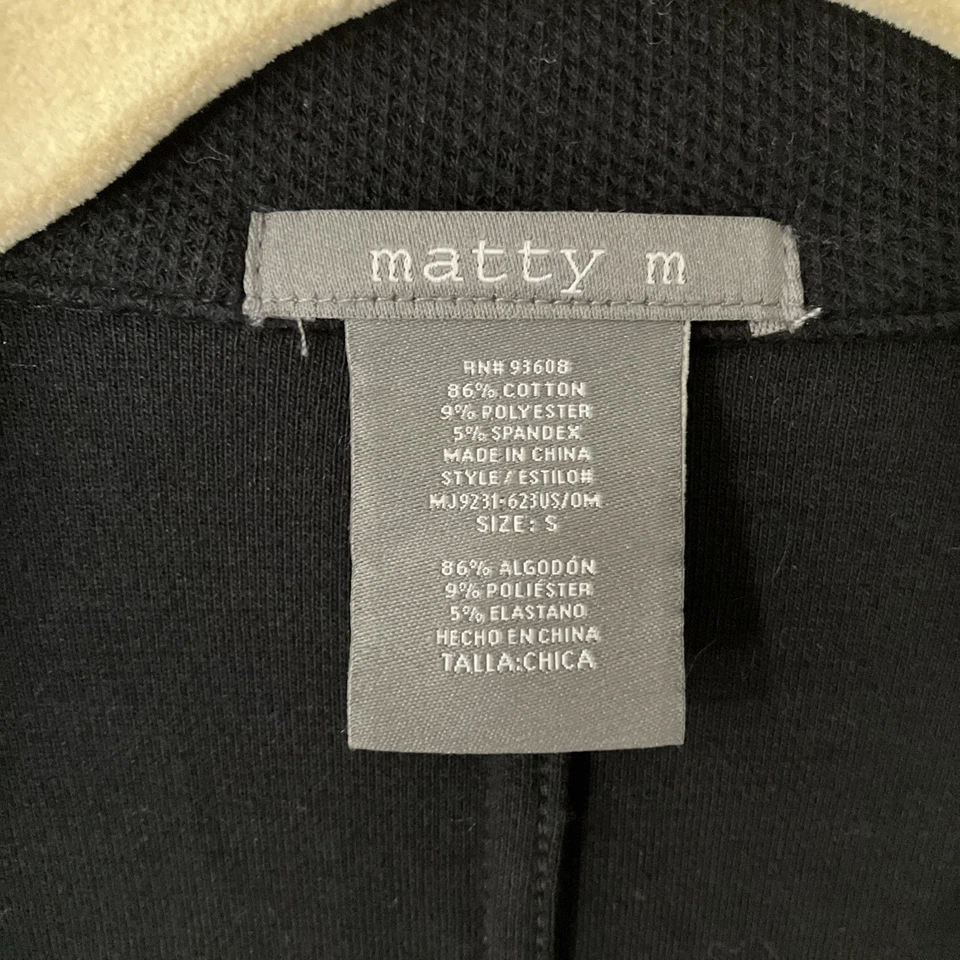 matty m
RN# 93608
86% COTTON
9% POLYESTER
5% SPANDEX
MADE IN CHINA
STYLE/ESTILO#
MJ9231-623US/OM
SIZE: S
86% ALGODÓN
9% POLIÉSTER
5% ELASTANO
HECHO EN CHINA
TALLA:CHICA